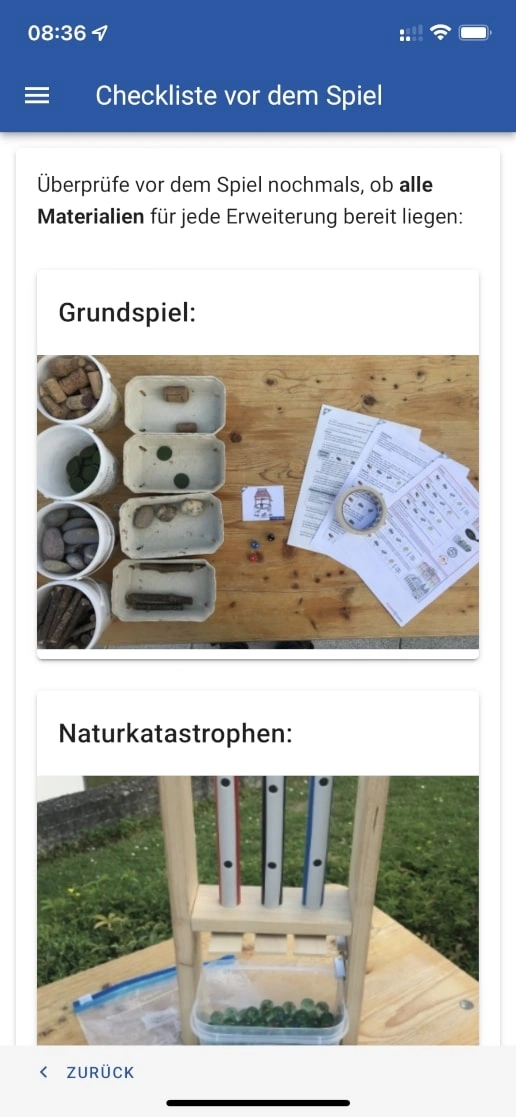 08:36
Checkliste vor dem Spiel
Überprüfe vor dem Spiel nochmals, ob alle
Materialien für jede Erweiterung bereit liegen:
Grundspiel:
Naturkatastrophen:
ZURÜCK